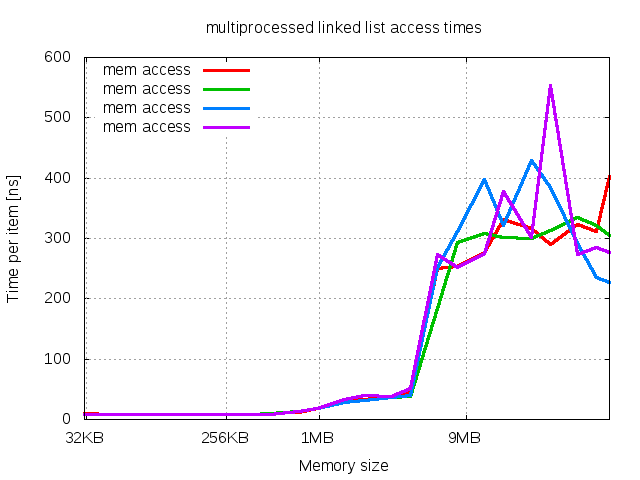 multiprocessed linked list access times
600
500
400
300
200
100
0
Time per item [ns]
mem access
mem access
mem access
mem access
32KB 256KB 1MB 9MB
Memory size